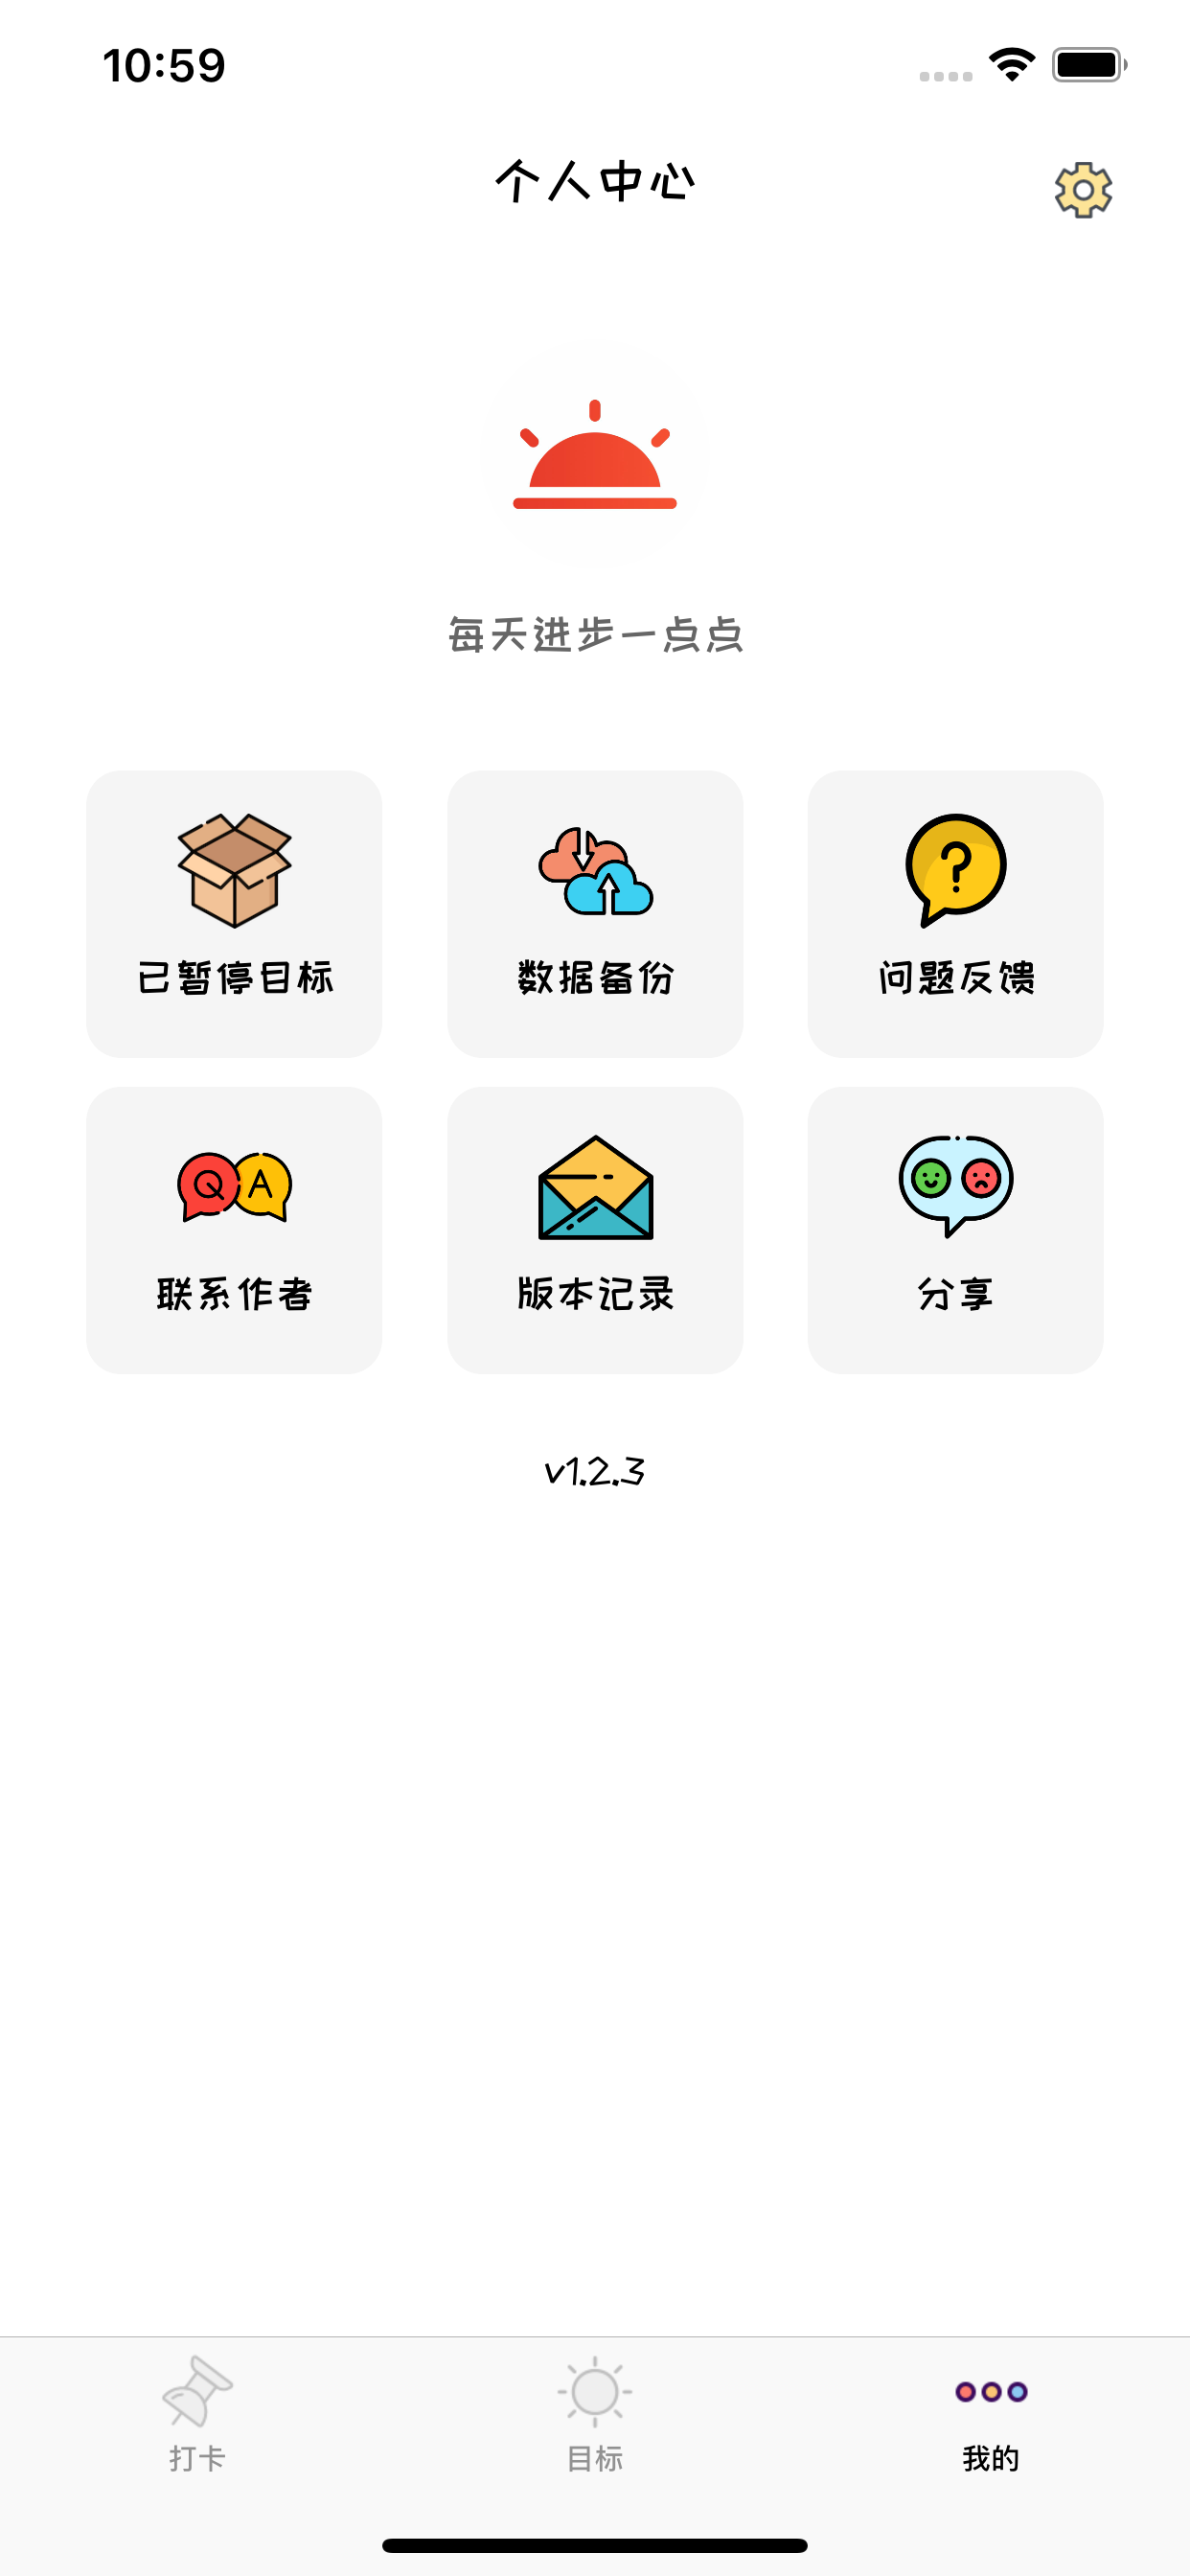 10:59
个人中心
每天进步一点点
已暂停目标
数据备份
问题反馈
Q A
联系作者
版本记录
分享
v1.2.3
打卡
目标
我的